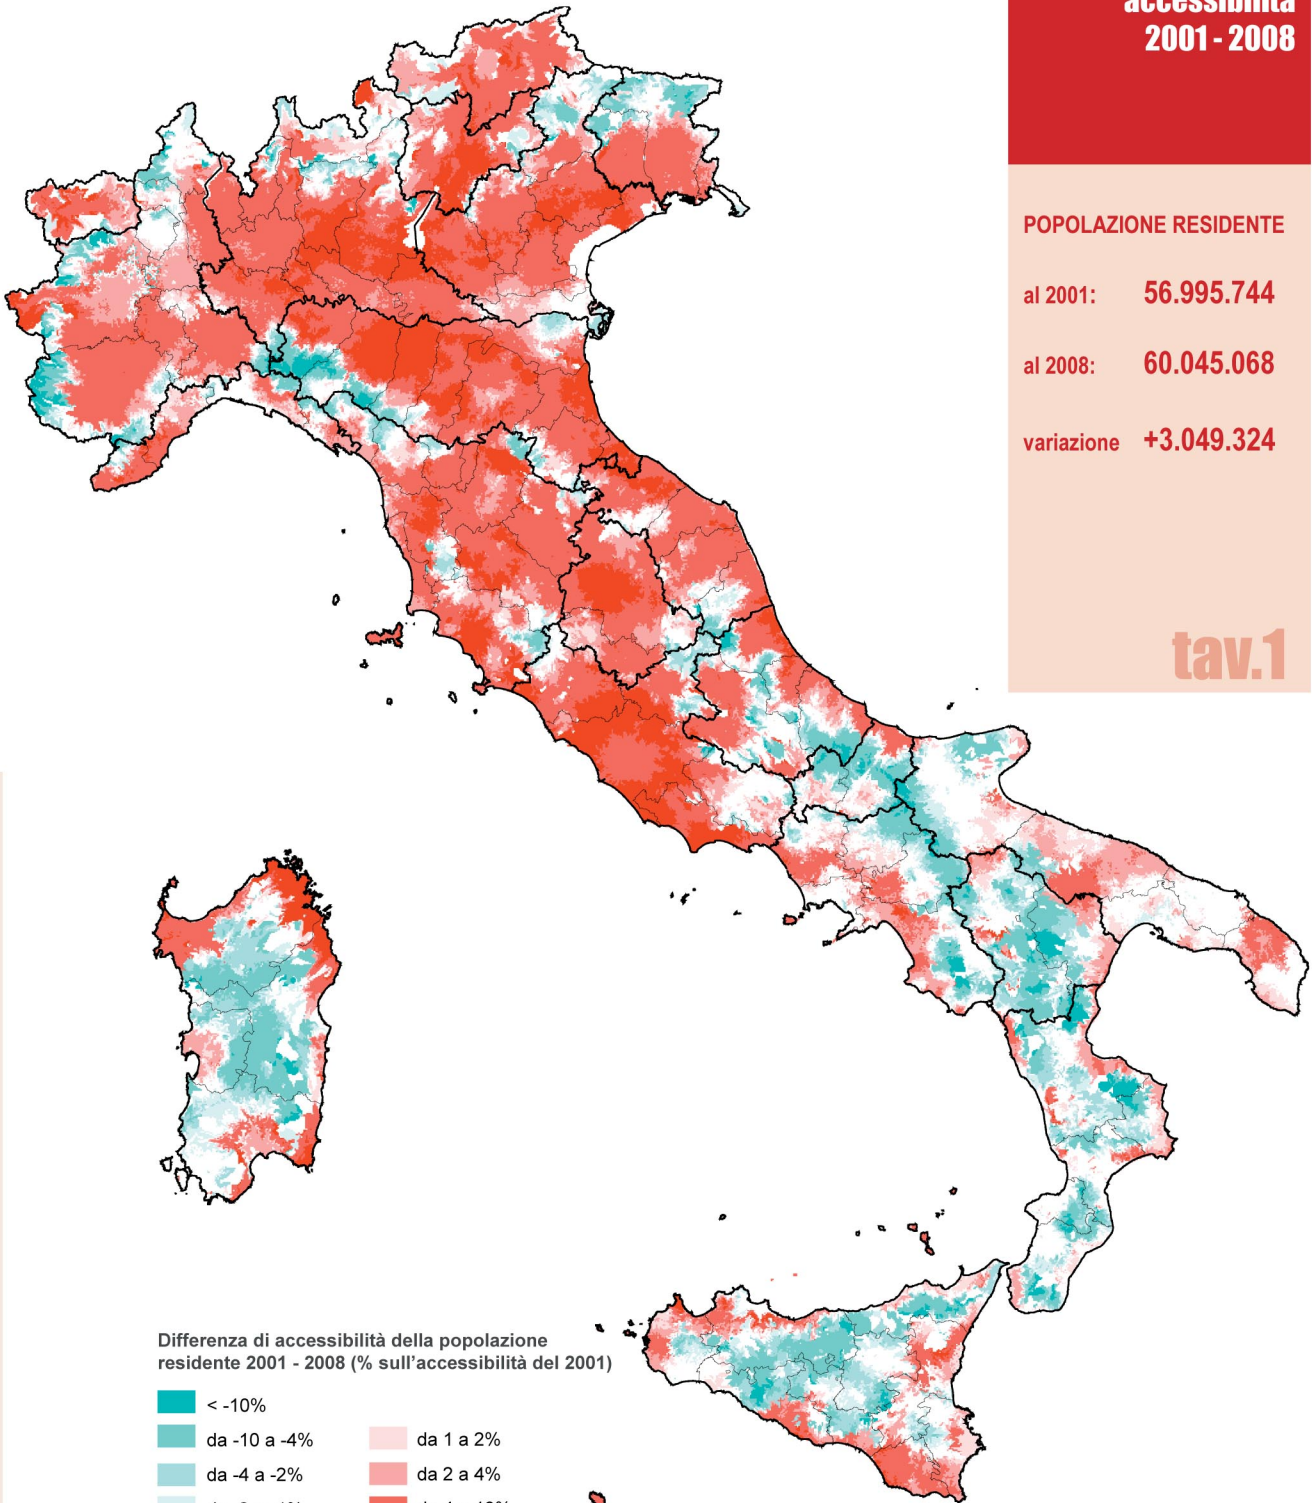 accessibilità
2001 - 2008
POPOLAZIONE RESIDENTE
al 2001: 56.995.744
al 2008: 60.045.068
variazione +3.049.324
tav.1
Differenza di accessibilità della popolazione
residente 2001 - 2008 (% sull'accessibilità del 2001)
< -10%
da -10 a -4%
da -4 a -2%
da 1 a 2%
da 2 a 4%